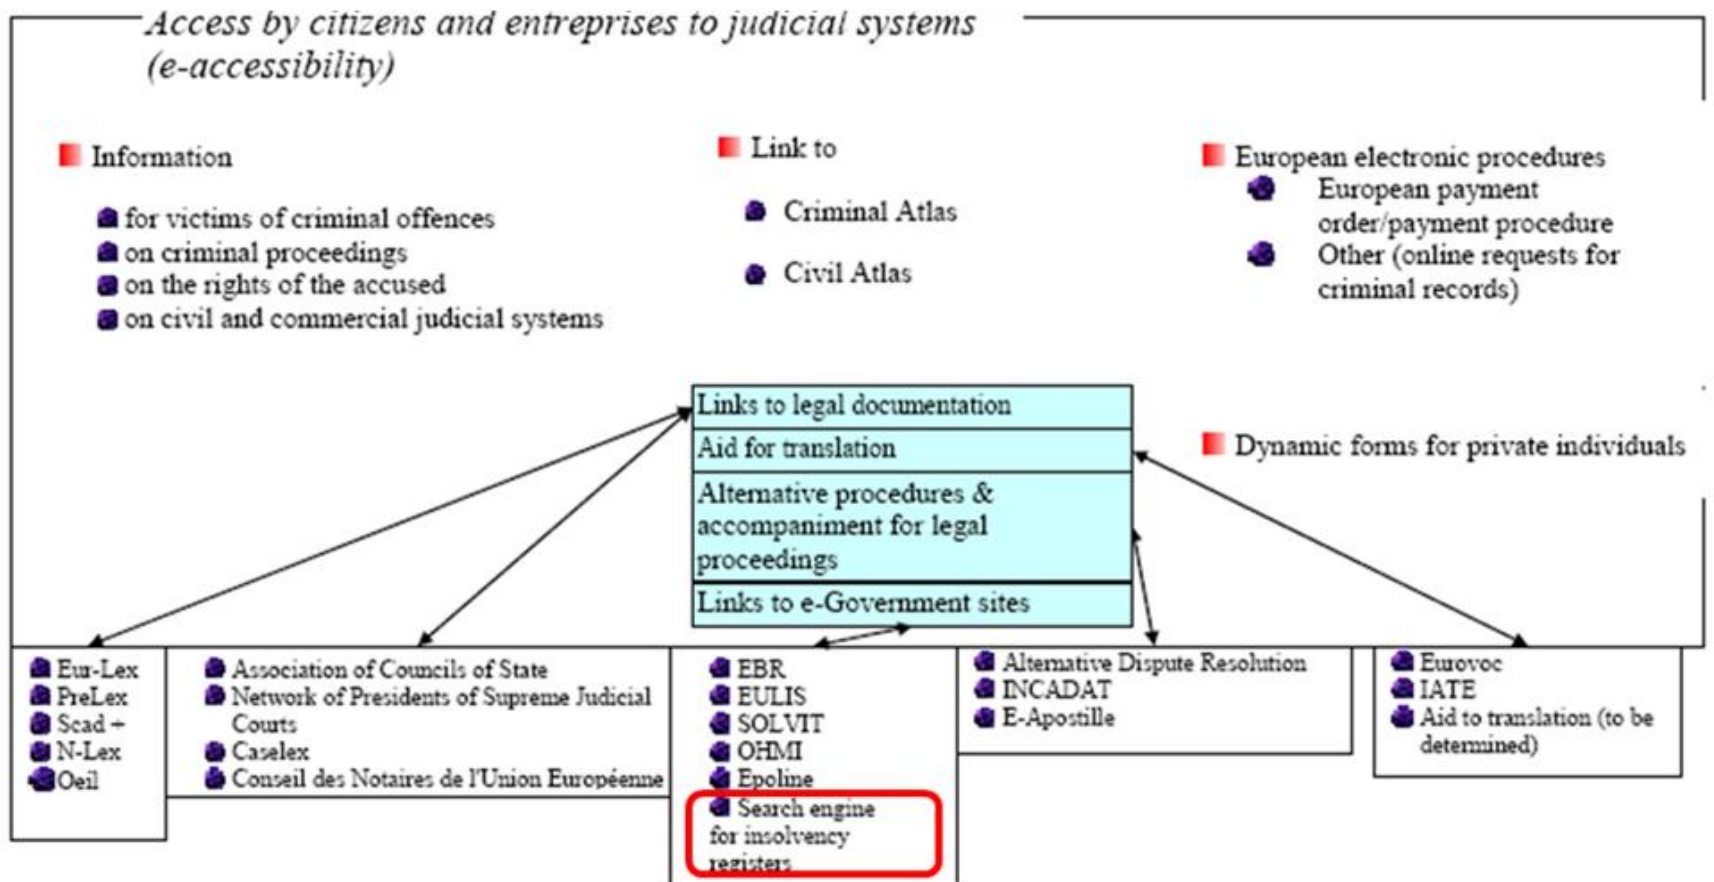 Access by citizens and entreprises to judicial systems
(e-accessibility)
Information
for victims of criminal offences
on criminal proceedings
on the rights of the accused
on civil and commercial judicial systems
Link to
Criminal Atlas
Civil Atlas
European electronic procedures
European payment
order/payment procedure
Other (online requests for
criminal records)
Dynamic forms for private individuals
Links to legal documentation
Aid for translation
Alternative procedures &
accompaniment for legal
proceedings
Links to e-Government sites
Eur-Lex
PreLex
Scad +
N-Lex
Oeil
Association of Councils of State
Network of Presidents of Supreme Judicial
Courts
Caselex
Conseil des Notaires de l'Union Européenne
EBR
EULIS
SOLVIT
OHMI
Epoline
Search engine
for insolvency
registers
Alternative Dispute Resolution
INCADAT
E-Apostille
Eurovoc
IATE
Aid to translation (to be
determined)